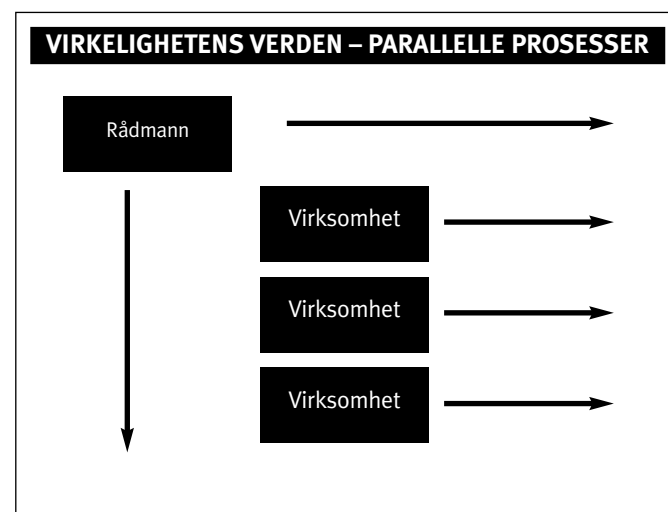 VIRKELIGHETENS VERDEN – PARALLELLE PROSESSER
Rådmann
Virksomhet
Virksomhet
Virksomhet